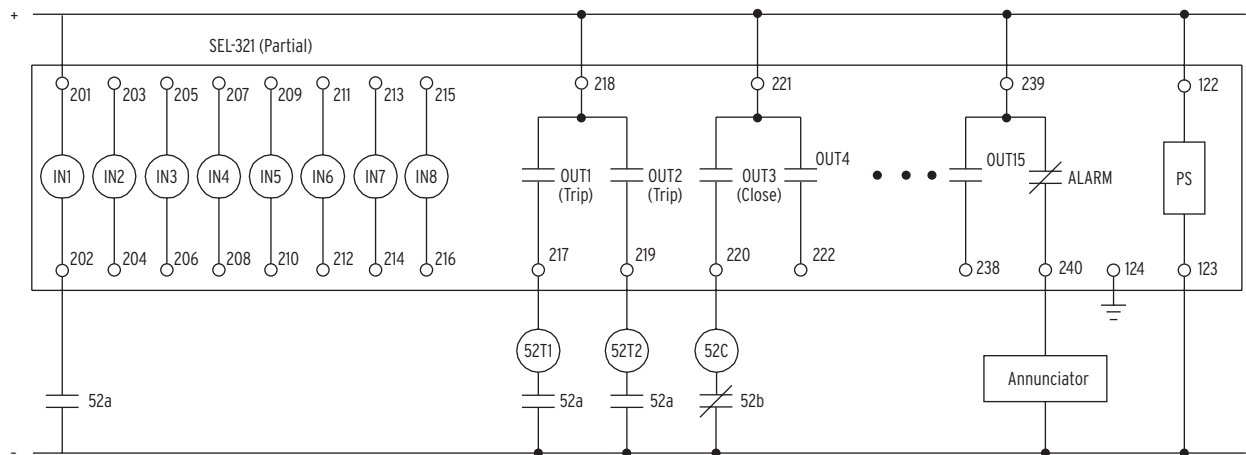 +
SEL-321 (Partial)
201 203 205 207 209 211 213 215 218 221 239 122
IN1 IN2 IN3 IN4 IN5 IN6 IN7 IN8
OUT1
(Trip)
OUT2
(Trip)
OUT3
(Close)
OUT4
OUT15
ALARM
PS
202 204 206 208 210 212 214 216 217 219 220 222 238 240 124 123
52T1 52T2 52C
Annunciator
52a 52a 52a 52b
-